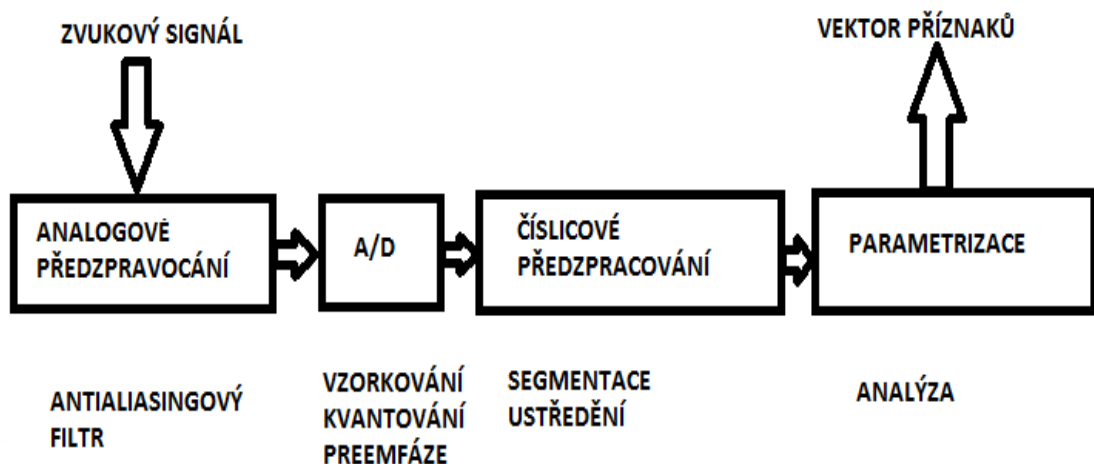 ZVUKOVÝ SIGNÁL
VEKTOR PŘÍZNAKŮ
ANALOGOVÉ
PŘEDZPRAVOCÁNÍ
A/D
ČÍSLICOVÉ
PŘEDZPRACOVÁNÍ
PARAMETRIZACE
ANTIALIASINGOVÝ
FILTR
VZORKOVÁNÍ
KVANTOVÁNÍ
PREEMFÁZE
SEGMENTACE
USTŘEDĚNÍ
ANALÝZA